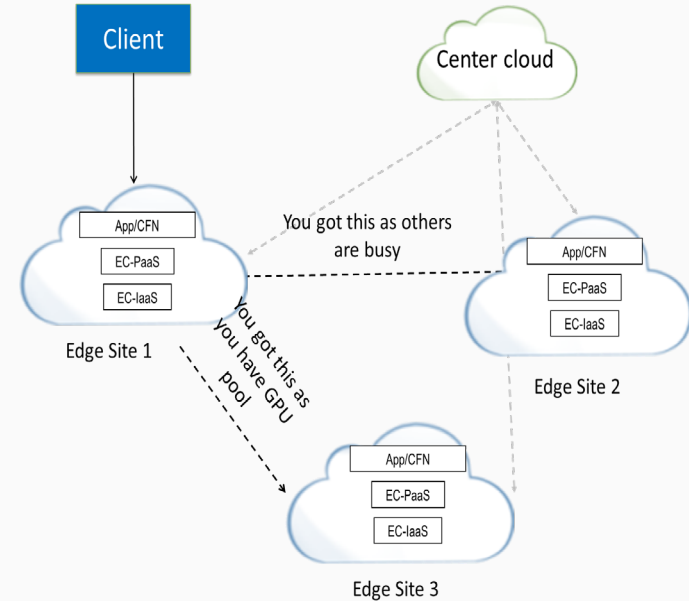 Client
Center cloud
App/CFN
EC-PaaS
EC-IaaS
Edge Site 1
You got this as others
are busy
App/CFN
EC-PaaS
EC-IaaS
Edge Site 2
You got this as
you have GPU
pool
App/CFN
EC-PaaS
EC-IaaS
Edge Site 3